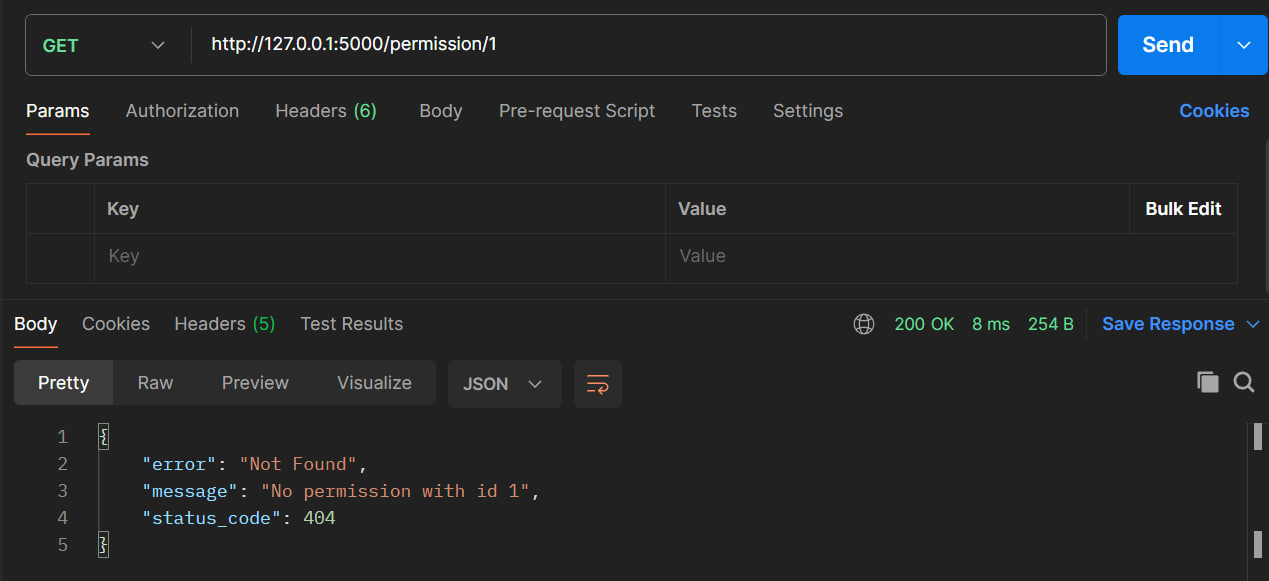 GET http://127.0.0.1:5000/permission/1 Send
Params Authorization Headers (6) Body Pre-request Script Tests Settings Cookies
Query Params
Key Value Bulk Edit
Key Value
Body Cookies Headers (5) Test Results 200 OK 8 ms 254 B Save Response
Pretty Raw Preview Visualize JSON
1 {
2 "error": "Not Found",
3 "message": "No permission with id 1",
4 "status_code": 404
5 }